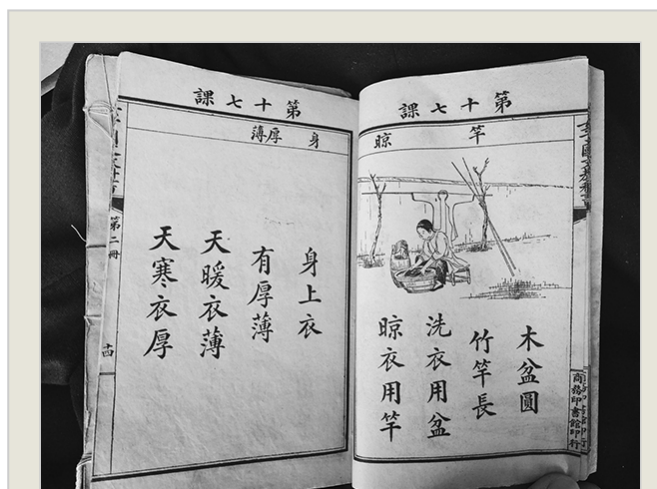 第十七課
竿 晾
木盆圓
竹竿長
洗衣用盆
晾衣用竿
商務印書館印行
第十七課
身 厚薄
身上衣
有厚薄
天暖衣薄
天寒衣厚
第二冊